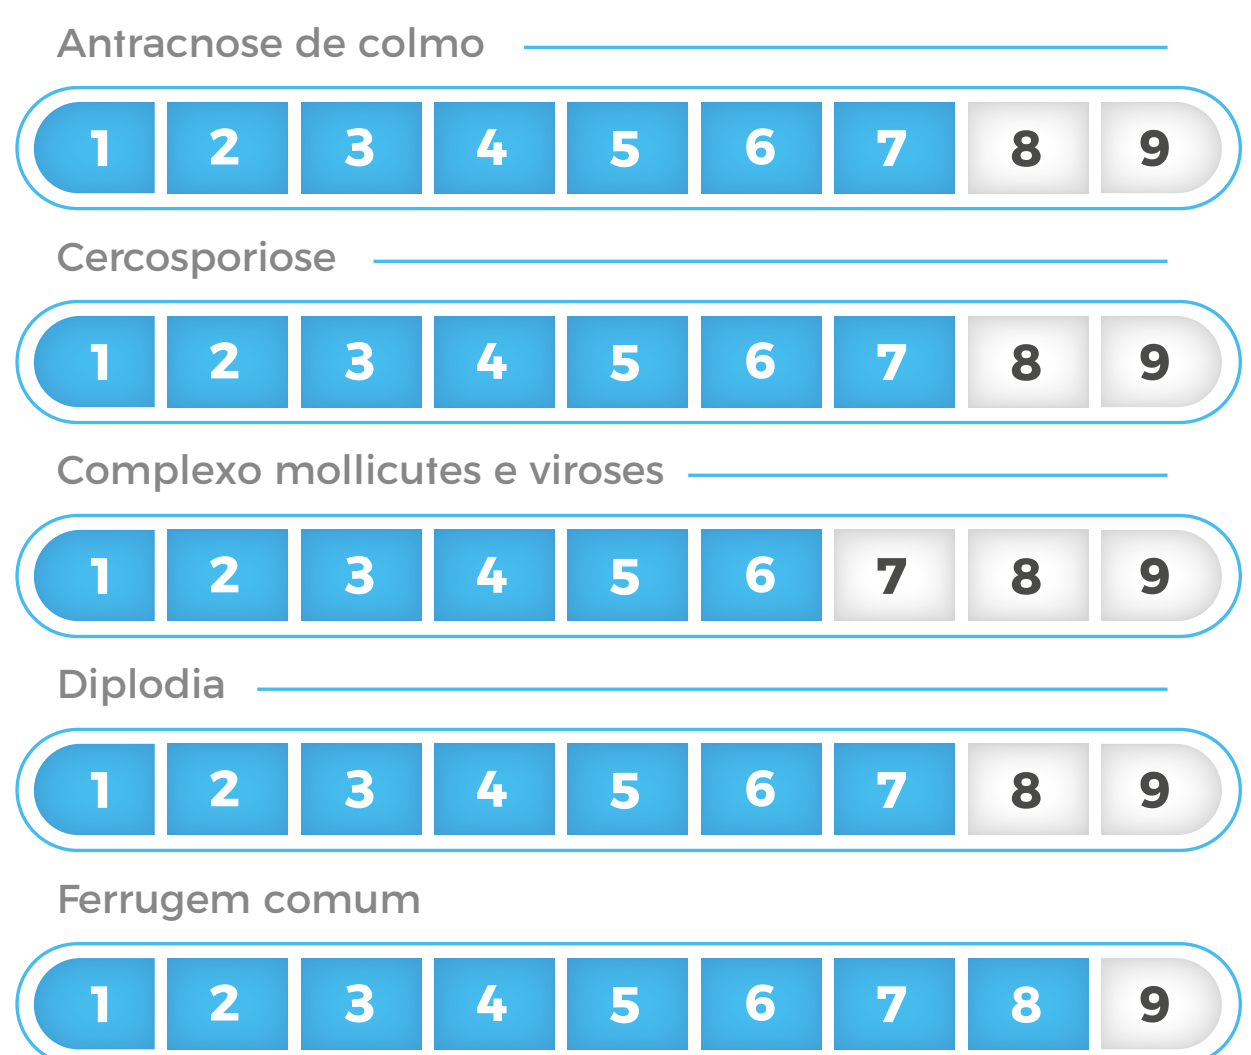 Antracnose de colmo
1 2 3 4 5 6 7 8 9
Cercosporiose
1 2 3 4 5 6 7 8 9
Complexo mollicutes e viroses
1 2 3 4 5 6 7 8 9
Diplodia
1 2 3 4 5 6 7 8 9
Ferrugem comum
1 2 3 4 5 6 7 8 9